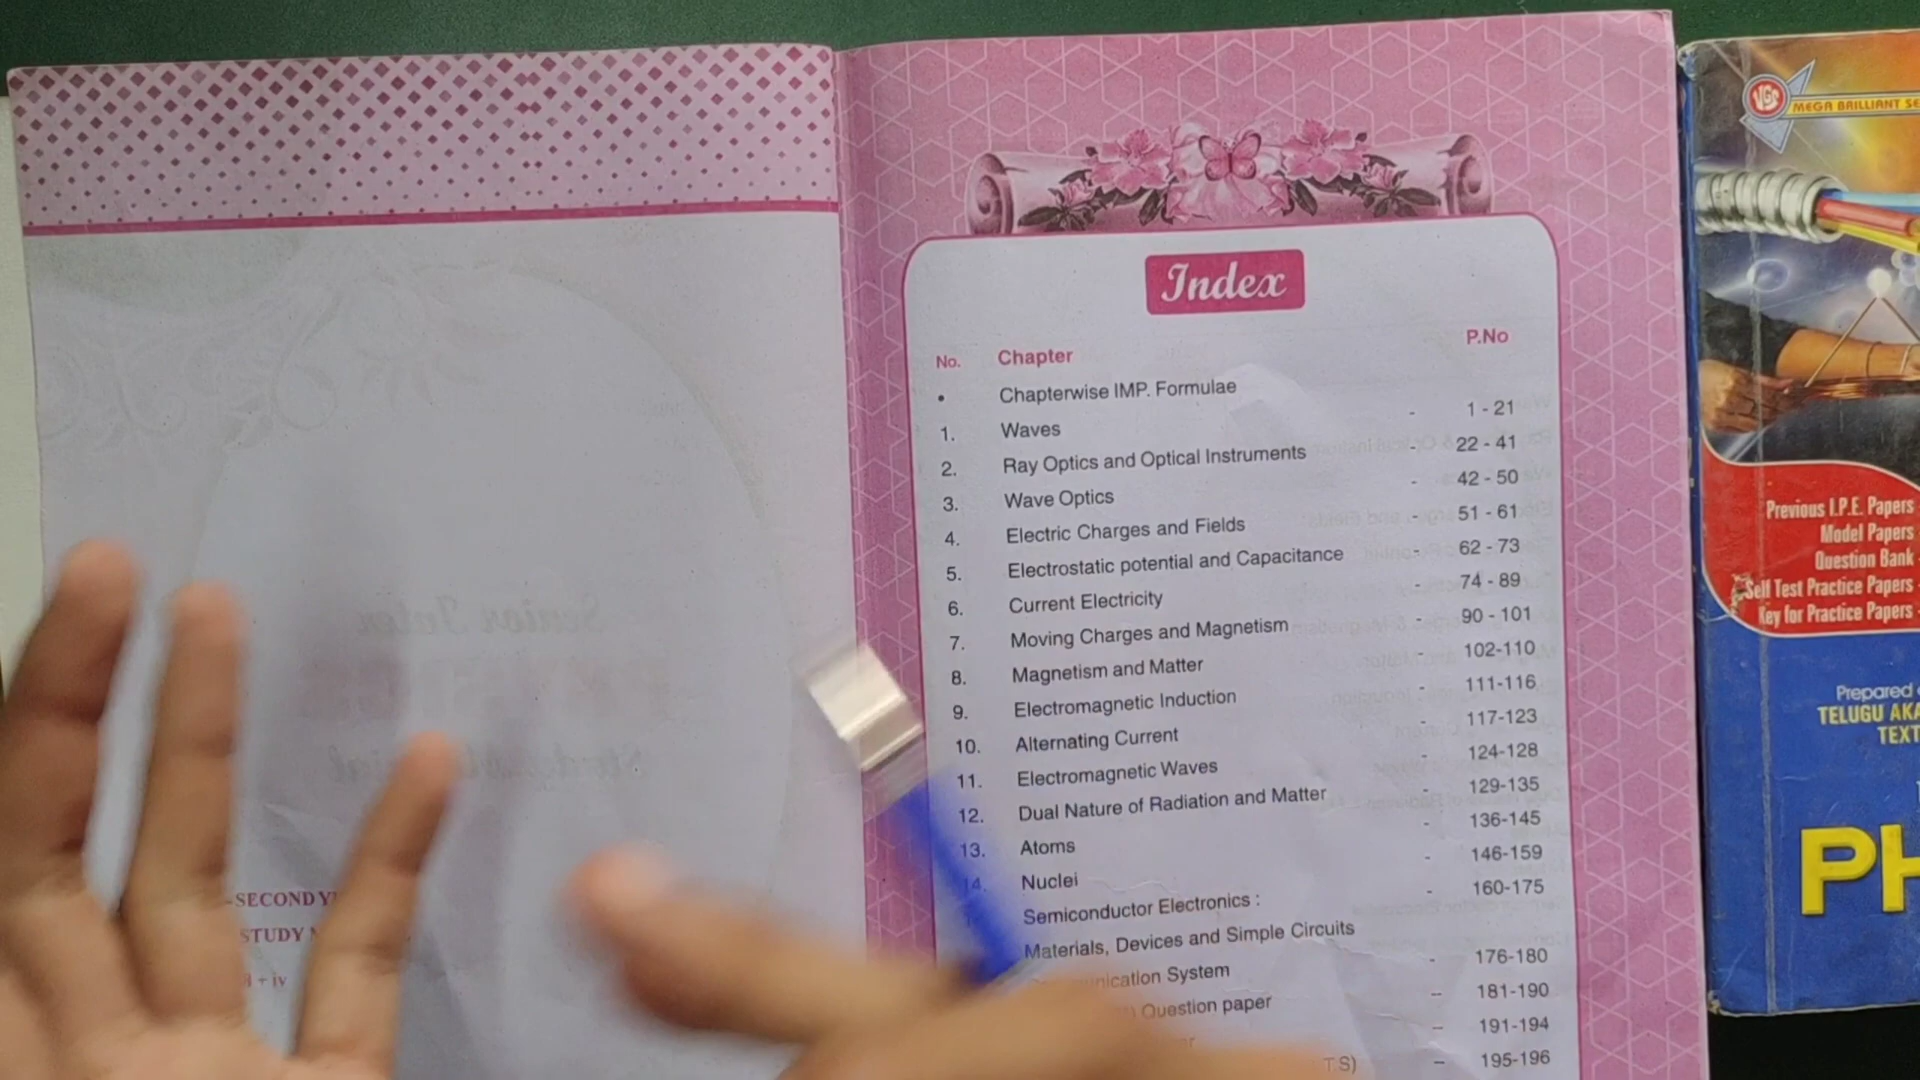 SECOND
STUDY
+ iv
Index
No. Chapter P.No
• Chapterwise IMP. Formulae
1. Waves - 1 - 21
2. Ray Optics and Optical Instruments - 22 - 41
3. Wave Optics - 42 - 50
4. Electric Charges and Fields - 51 - 61
5. Electrostatic potential and Capacitance - 62 - 73
6. Current Electricity - 74 - 89
7. Moving Charges and Magnetism - 90 - 101
8. Magnetism and Matter - 102-110
9. Electromagnetic Induction - 111-116
10. Alternating Current - 117-123
11. Electromagnetic Waves - 124-128
12. Dual Nature of Radiation and Matter - 129-135
13. Atoms - 136-145
14. Nuclei - 146-159
Semiconductor Electronics : - 160-175
Materials, Devices and Simple Circuits
System - 176-180
Question paper – 181-190
– 191-194
– 195-196
VGS MEGA BRILLIANT
Previous I.P.E. Papers
Model Papers
Question Bank
Self Test Practice Papers
Key for Practice Papers
Prepared
TELUGU
TEXT